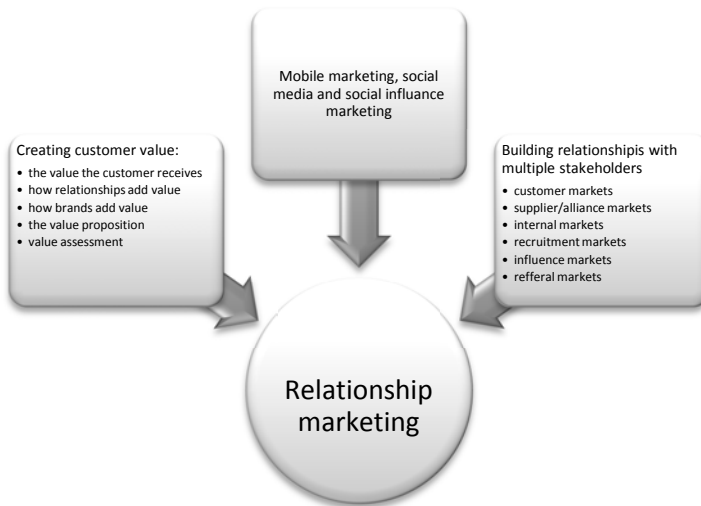 Mobile marketing, social
media and social influance
marketing
Creating customer value:
• the value the customer receives
• how relationships add value
• how brands add value
• the value proposition
• value assessment
Building relationshipis with
multiple stakeholders
• customer markets
• supplier/alliance markets
• internal markets
• recruitment markets
• influence markets
• refferal markets
Relationship
marketing